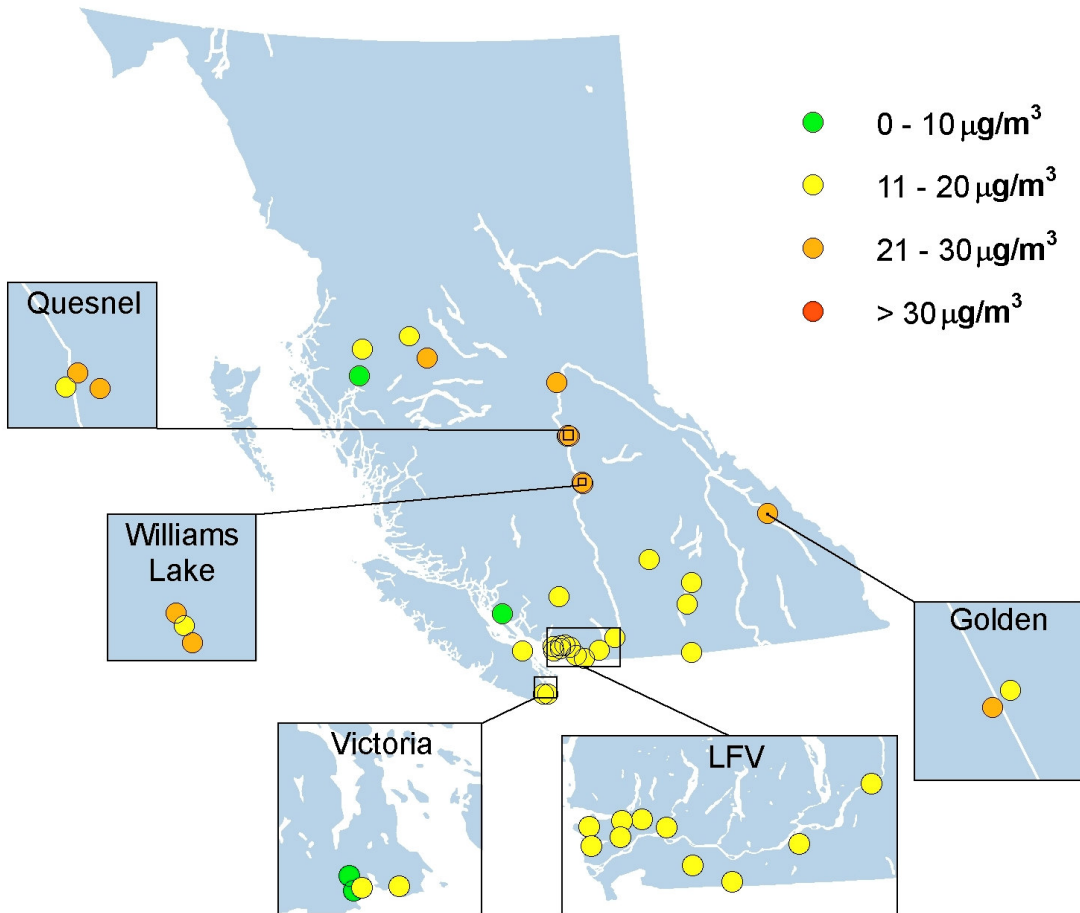 0 - 10 μg/m³
11 - 20 μg/m³
21 - 30 μg/m³
> 30 μg/m³
Quesnel
Williams
Lake
Golden
Victoria
LFV